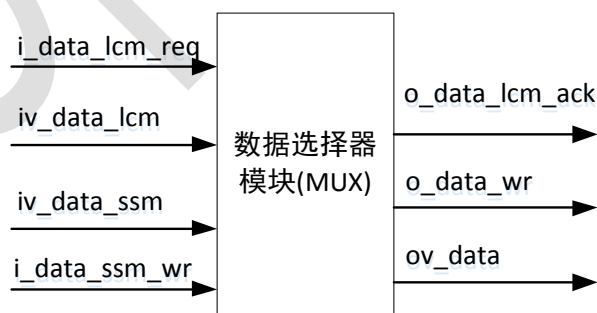 i_data_lcm_req
iv_data_lcm
iv_data_ssm
i_data_ssm_wr
数据选择器
模块(MUX)
o_data_lcm_ack
o_data_wr
ov_data